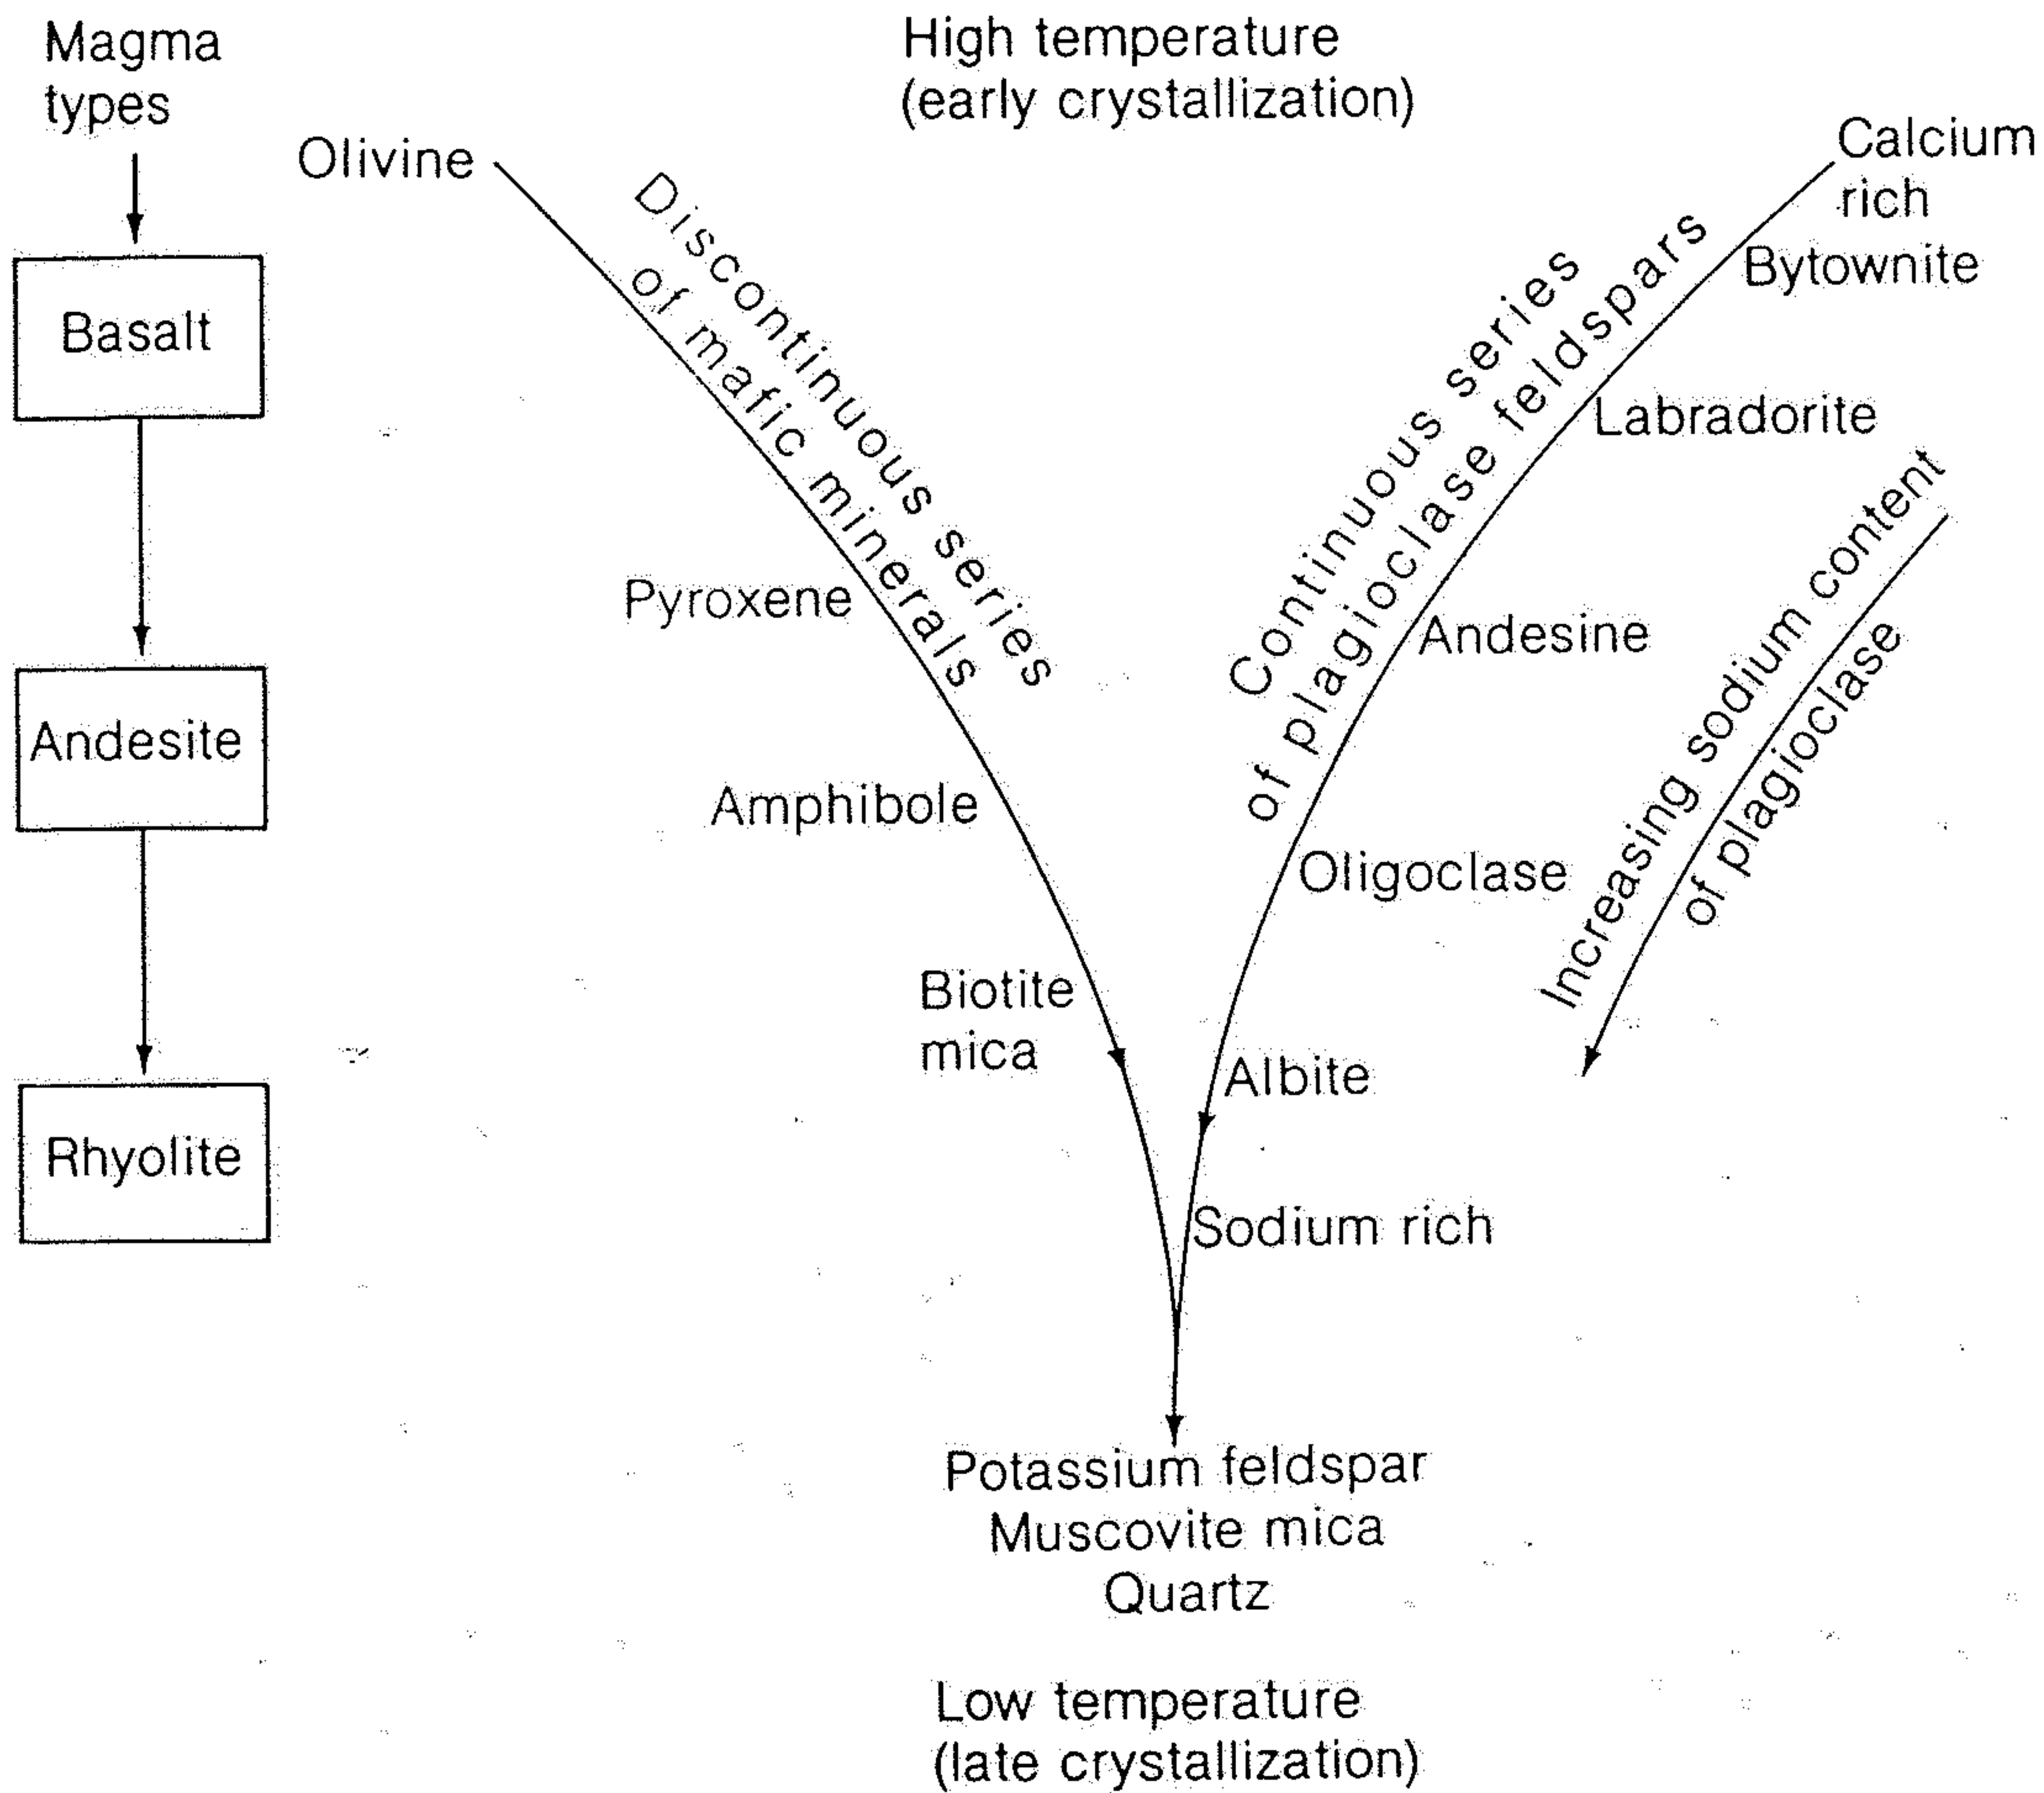 Magma
types
Basalt
Andesite
Rhyolite
High temperature
(early crystallization)
Olivine
Discontinuous series
of mafic minerals
Pyroxene
Amphibole
Biotite
mica
Continuous series
of plagioclase feldspars
Calcium
rich
Bytownite
Labradorite
Andesine
Oligoclase
Albite
Sodium rich
Increasing sodium content
of plagioclase
Potassium feldspar
Muscovite mica
Quartz
Low temperature
(late crystallization)